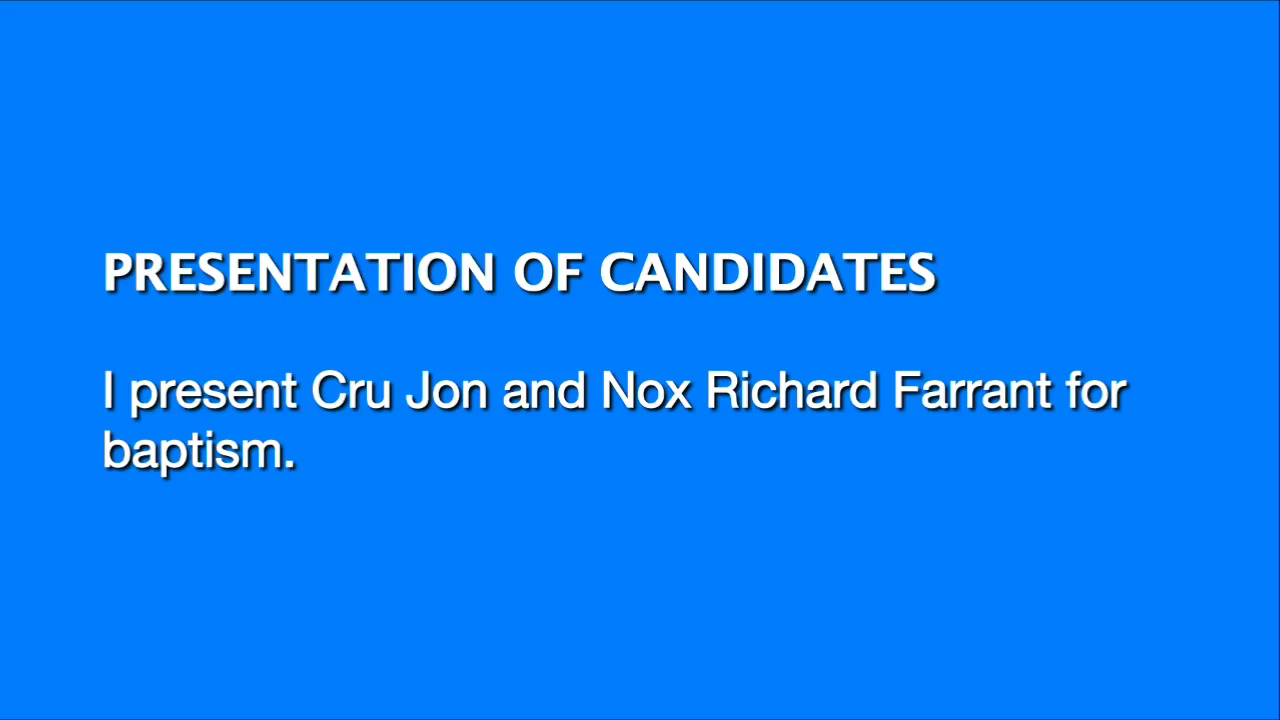 PRESENTATION OF CANDIDATES
I present Cru Jon and Nox Richard Farrant for
baptism.